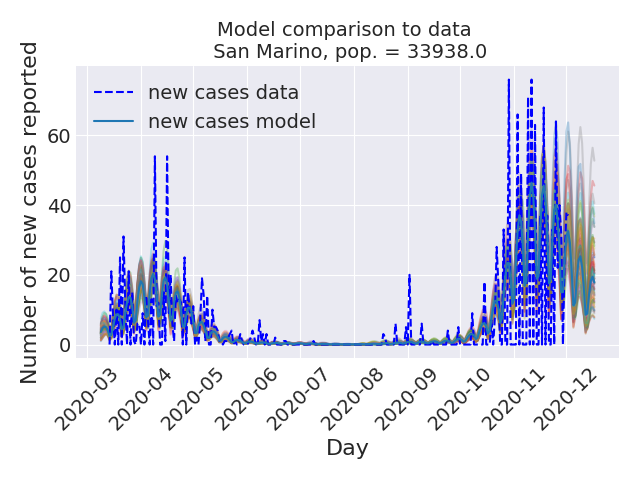 Model comparison to data
San Marino, pop. = 33938.0
Number of new cases reported
new cases data
new cases model
60
40
20
0
2020-03
2020-04
2020-05
2020-06
2020-07
2020-08
2020-09
2020-10
2020-11
2020-12
Day